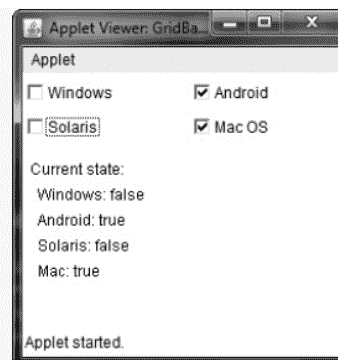 Applet Viewer: GridBa...
Applet
Windows
Android
Solaris
Mac OS
Current state:
Windows: false
Android: true
Solaris: false
Mac: true
Applet started.